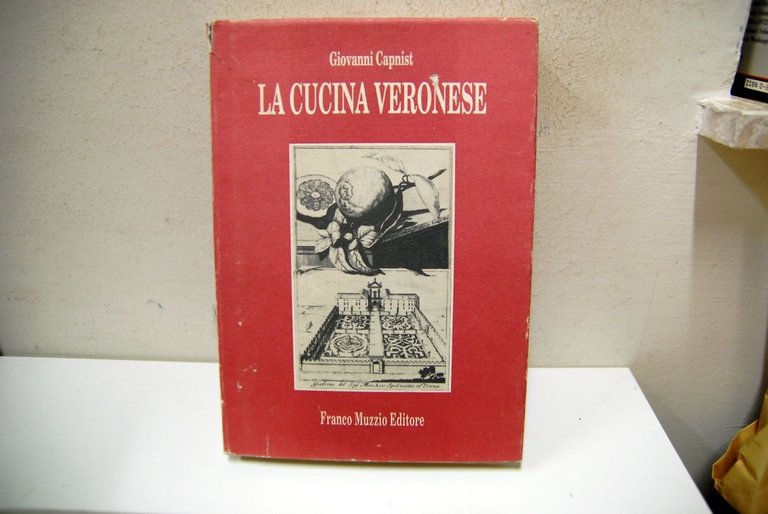 Giovanni Capnist
LA CUCINA VERONESE
Franco Muzzio Editore